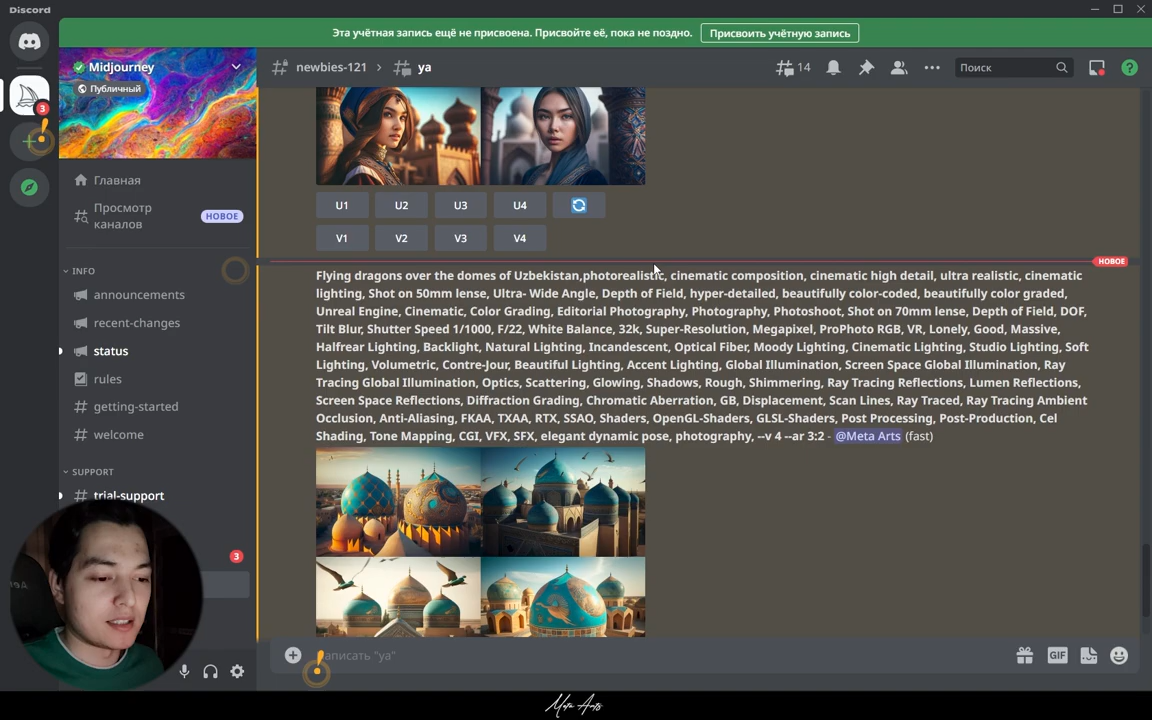 Discord
Эта учётная запись ещё не присвоена. Присвойте её, пока не поздно.
Присвоить учётную запись
Midjourney
Публичный
newbies-121
ya
14
Поиск
3
Главная
Просмотр
каналов
НОВОЕ
INFO
announcements
recent-changes
status
rules
getting-started
welcome
SUPPORT
trial-support
3
U1
U2
U3
U4
V1
V2
V3
V4
НОВОЕ
Flying dragons over the domes of Uzbekistan,photorealistic, cinematic composition, cinematic high detail, ultra realistic, cinematic
lighting, Shot on 50mm lense, Ultra- Wide Angle, Depth of Field, hyper-detailed, beautifully color-coded, beautifully color graded,
Unreal Engine, Cinematic, Color Grading, Editorial Photography, Photography, Photoshoot, Shot on 70mm lense, Depth of Field, DOF,
Tilt Blur, Shutter Speed 1/1000, F/22, White Balance, 32k, Super-Resolution, Megapixel, ProPhoto RGB, VR, Lonely, Good, Massive,
Halfrear Lighting, Backlight, Natural Lighting, Incandescent, Optical Fiber, Moody Lighting, Cinematic Lighting, Studio Lighting, Soft
Lighting, Volumetric, Contre-Jour, Beautiful Lighting, Accent Lighting, Global Illumination, Screen Space Global Illumination, Ray
Tracing Global Illumination, Optics, Scattering, Glowing, Shadows, Rough, Shimmering, Ray Tracing Reflections, Lumen Reflections,
Screen Space Reflections, Diffraction Grading, Chromatic Aberration, GB, Displacement, Scan Lines, Ray Traced, Ray Tracing Ambient
Occlusion, Anti-Aliasing, FKAA, TXAA, RTX, SSAO, Shaders, OpenGL-Shaders, GLSL-Shaders, Post Processing, Post-Production, Cel
Shading, Tone Mapping, CGI, VFX, SFX, elegant dynamic pose, photography, --v 4 --ar 3:2 - @Meta Arts (fast)
аписать "ya"
GIF
Meta Arts